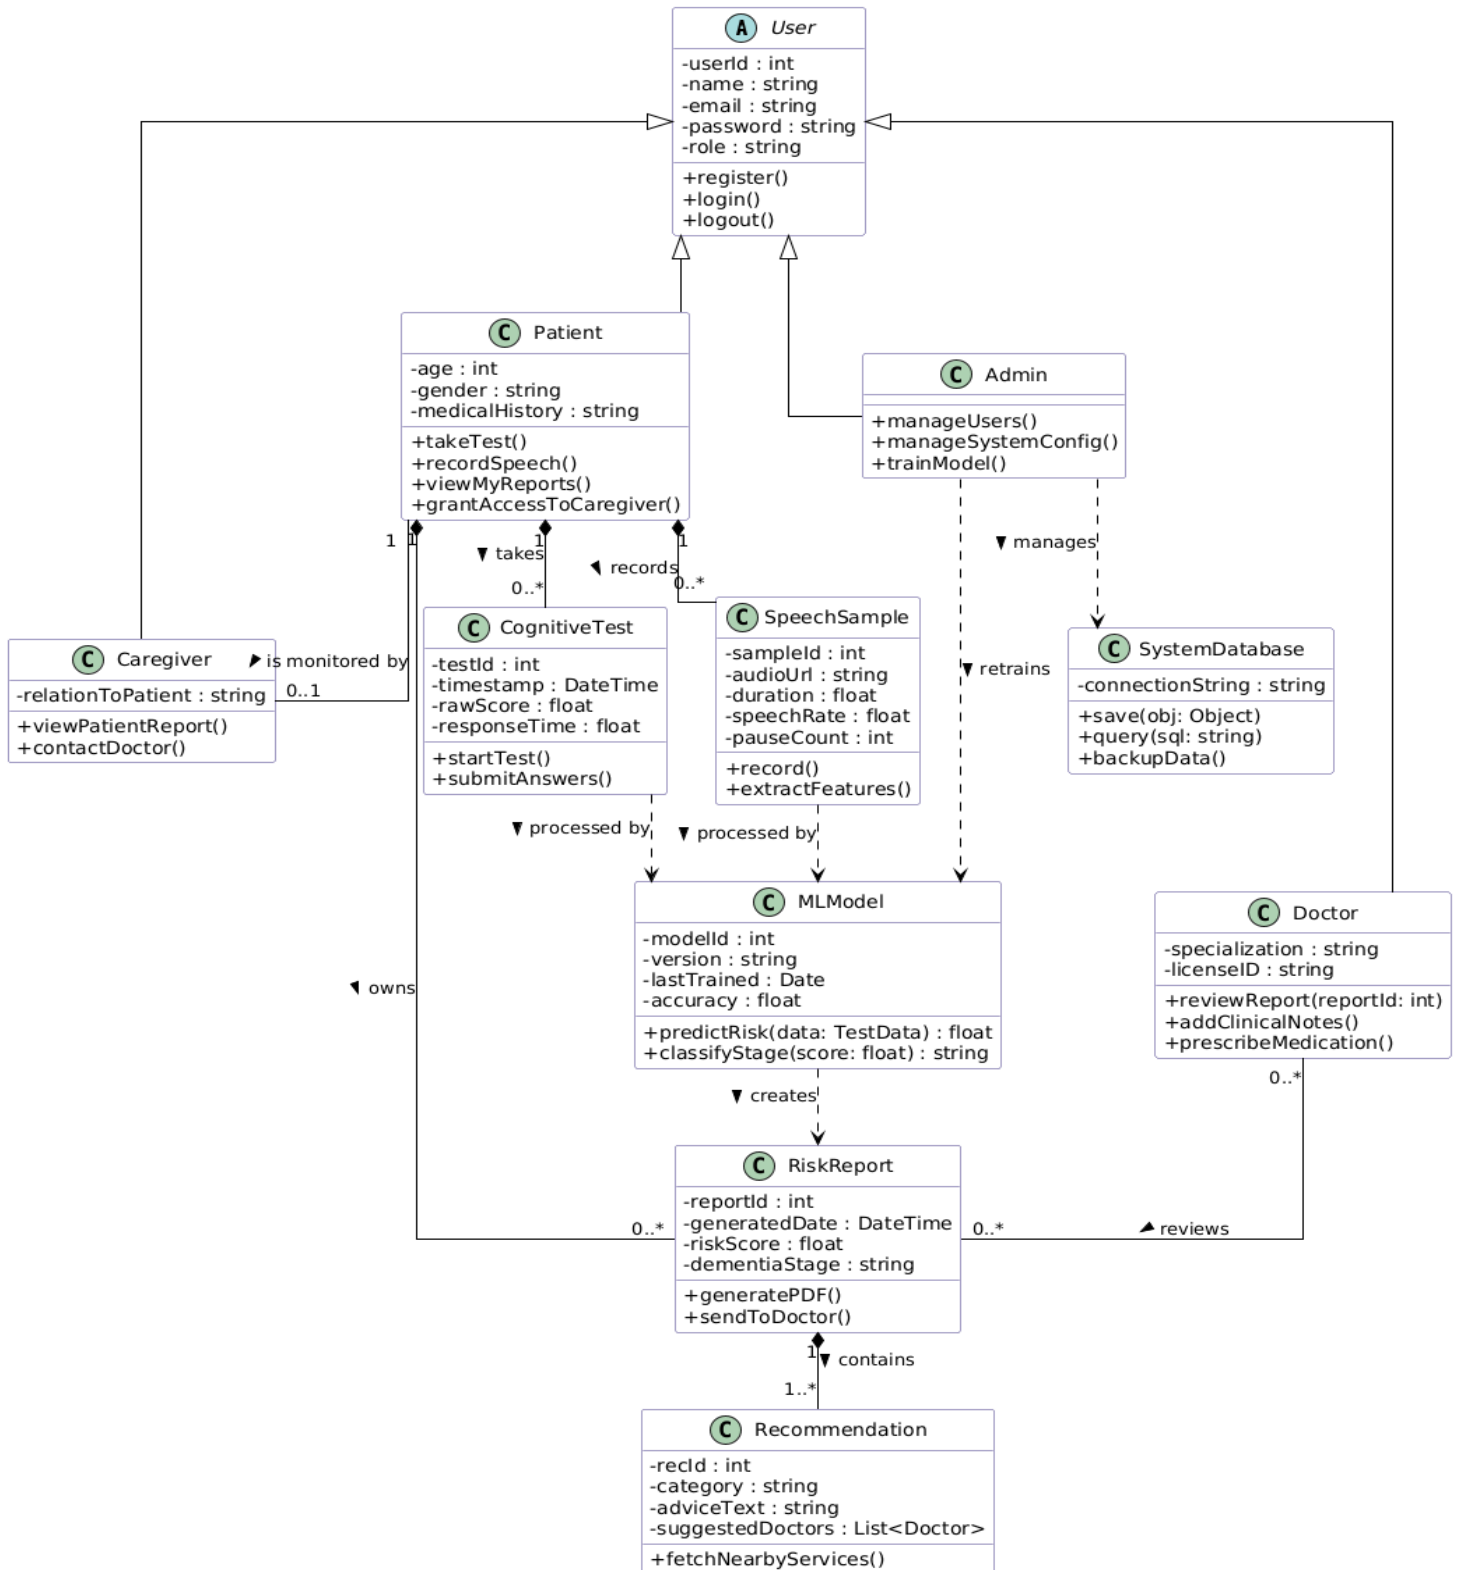 A User
-userId : int
-name : string
-email : string
-password : string
-role : string
+register()
+login()
+logout()
C Patient
-age : int
-gender : string
-medicalHistory : string
+takeTest()
+recordSpeech()
+viewMyReports()
+grantAccessToCaregiver()
C Admin
+manageUsers()
+manageSystemConfig()
+trainModel()
1
1
1
takes
0..*
1
records
0..*
manages
C Caregiver
-relationToPatient : string
+viewPatientReport()
+contactDoctor()
is monitored by
0..1
C CognitiveTest
-testId : int
-timestamp : DateTime
-rawScore : float
-responseTime : float
+startTest()
+submitAnswers()
C SpeechSample
-sampleId : int
-audioUrl : string
-duration : float
-speechRate : float
-pauseCount : int
+record()
+extractFeatures()
retrains
C SystemDatabase
-connectionString : string
+save(obj: Object)
+query(sql: string)
+backupData()
processed by
processed by
C MLModel
-modelId : int
-version : string
-lastTrained : Date
-accuracy : float
+predictRisk(data: TestData) : float
+classifyStage(score: float) : string
C Doctor
-specialization : string
-licenseID : string
+reviewReport(reportId: int)
+addClinicalNotes()
+prescribeMedication()
owns
creates
0..*
C RiskReport
-reportId : int
-generatedDate : DateTime
-riskScore : float
-dementiaStage : string
+generatePDF()
+sendToDoctor()
0..*
0..*
reviews
1
contains
1..*
C Recommendation
-recId : int
-category : string
-adviceText : string
-suggestedDoctors : List<Doctor>
+fetchNearbyServices()